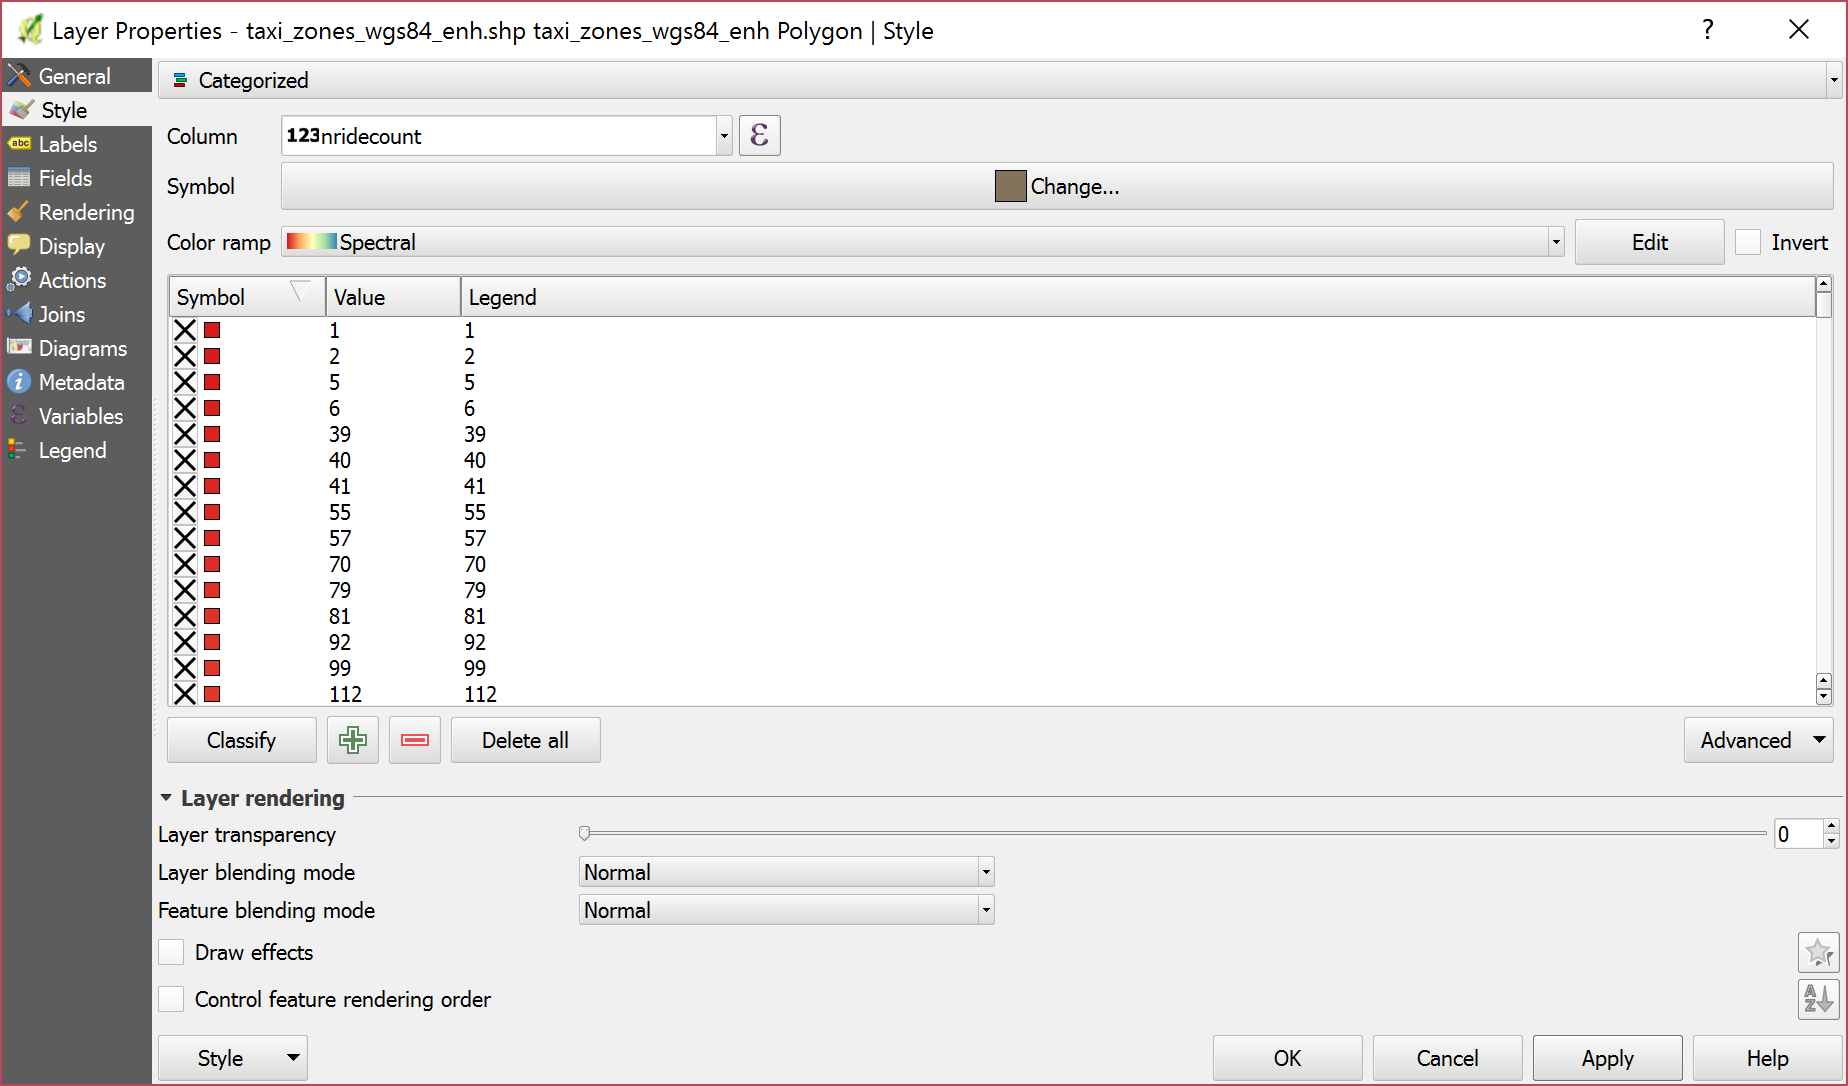 Layer Properties - taxi_zones_wgs84_enh.shp taxi_zones_wgs84_enh Polygon | Style ?
General
Style
abc Labels
Fields
Rendering
Display
Actions
Joins
Diagrams
Metadata
Variables
Legend
Categorized
Column 123 nridecount ε
Symbol Change...
Color ramp Spectral Edit Invert
Symbol Value Legend
1 1
2 2
5 5
6 6
39 39
40 40
41 41
55 55
57 57
70 70
79 79
81 81
92 92
99 99
112 112
Classify Delete all Advanced
Layer rendering
Layer transparency 0
Layer blending mode Normal
Feature blending mode Normal
Draw effects
Control feature rendering order AZ
Style OK Cancel Apply Help